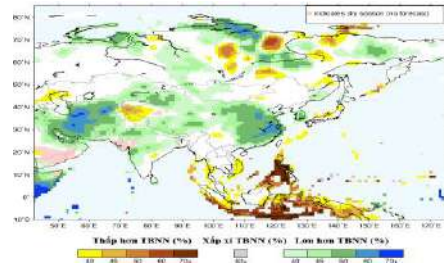 × indicates dry season (no forecast)
80°N
70°N
60°N
50°N
40°N
30°N
20°N
10°N
0°
10°S
50°E 60°E 70°E 80°E 90°E 100°E 110°E 120°E 130°E 140°E 150°E 160°E 170°E
Thấp hơn TBNN (%) Xấp xỉ TBNN (%) Lớn hơn TBNN (%)
40 45 50 60 70+ 40+ 40 45 50 60 70+